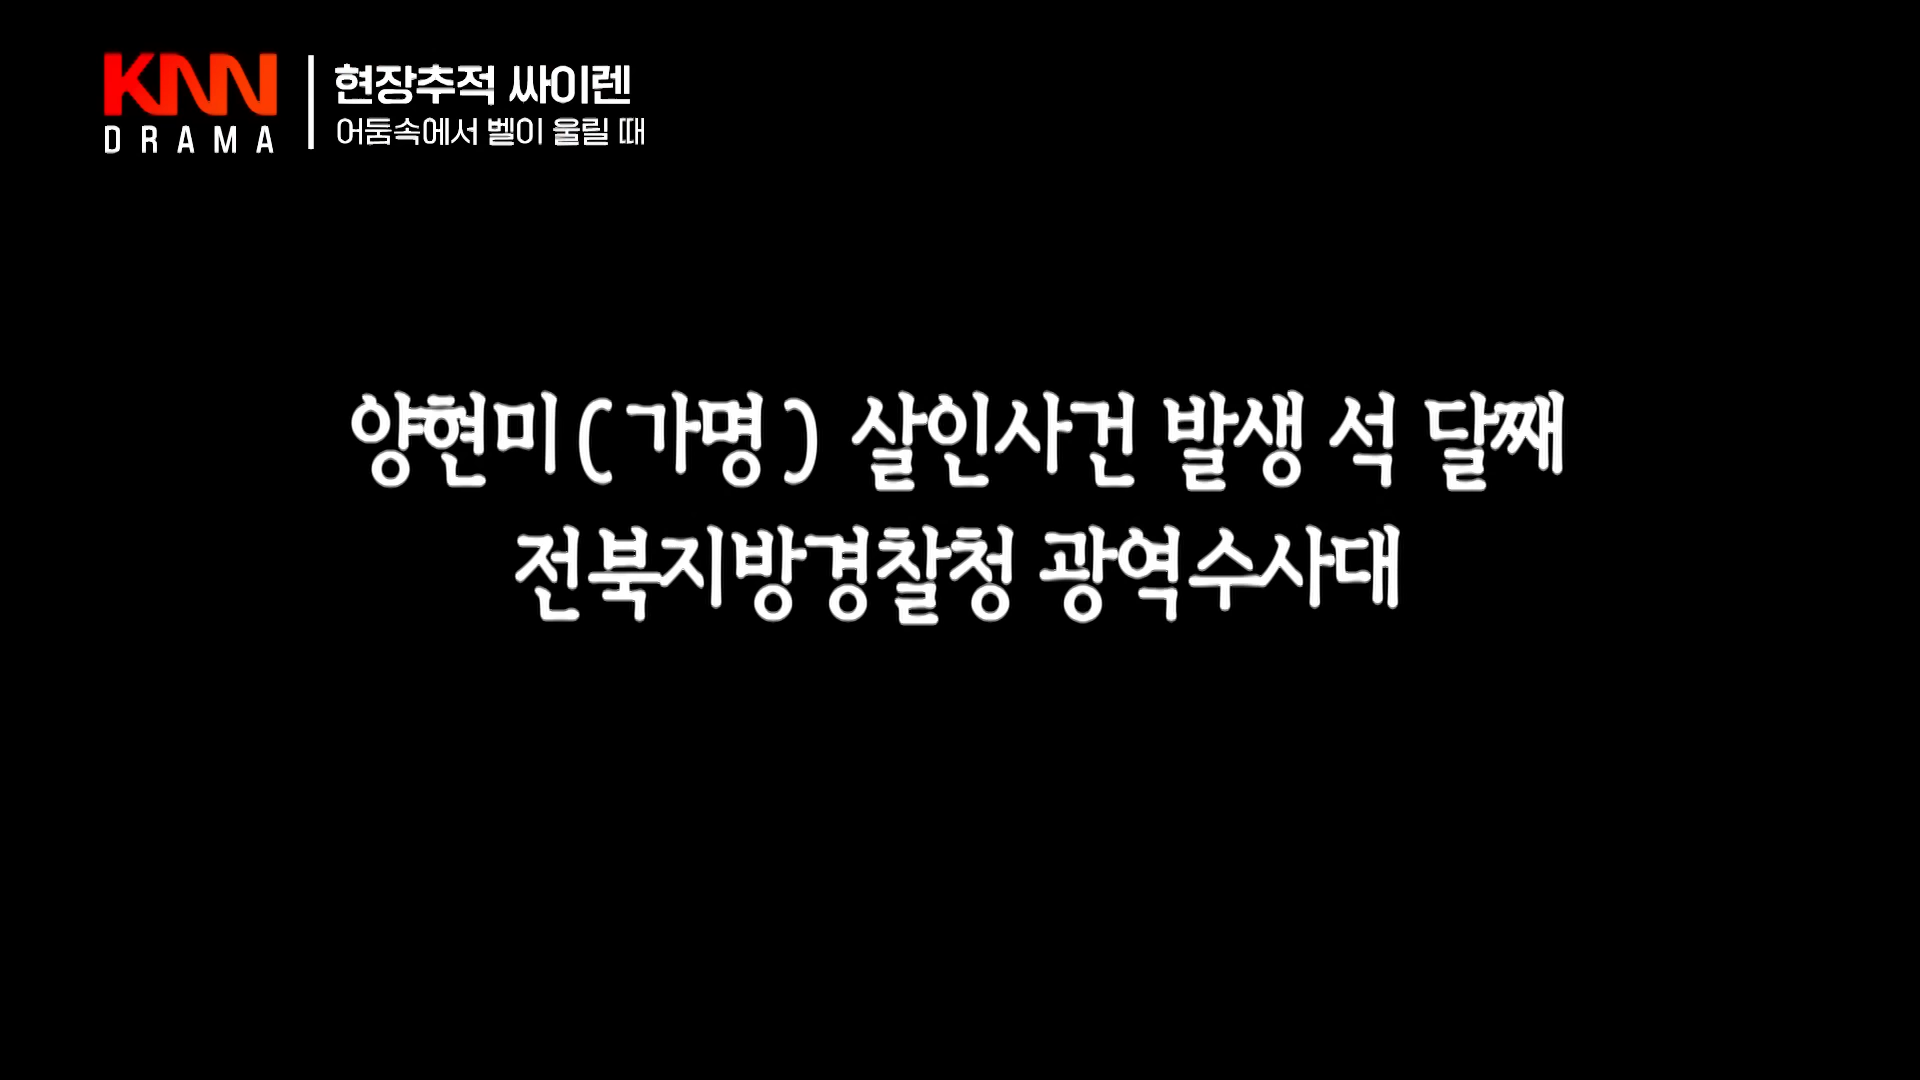 KNN
DRAMA
현장추적 싸이렌
어둠속에서 벨이 울릴 때
양현미(가명) 살인사건 발생 석 달째
전북지방경찰청 광역수사대